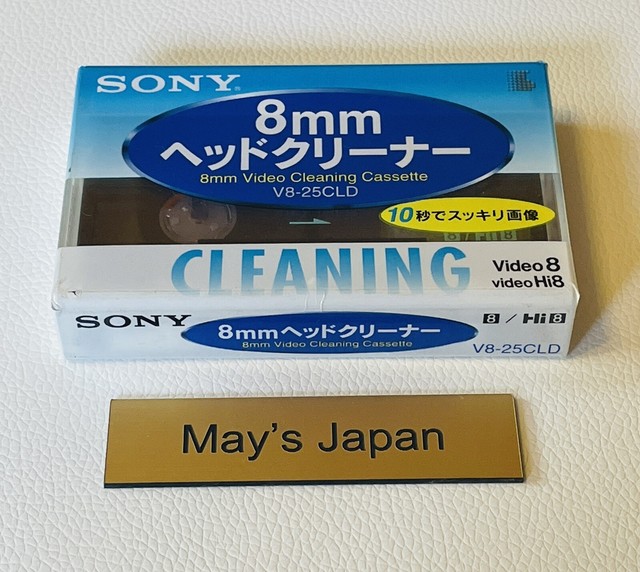 SONY
8mm
ヘッドクリーナー
8mm Video Cleaning Cassette
V8-25CLD
10秒でスッキリ画像
8 / Hi8
CLEANING
Video 8
video Hi8
SONY
8mmヘッドクリーナー
8mm Video Cleaning Cassette
8 / Hi8
V8-25CLD
May's Japan